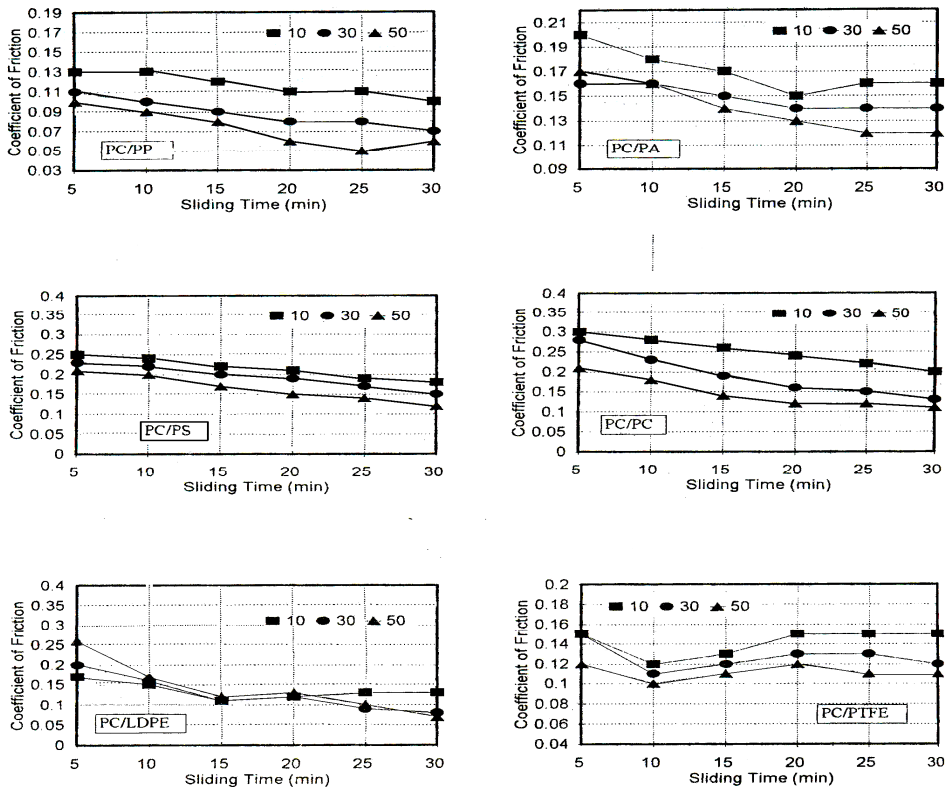 0.19
0.17
0.15
0.13
0.11
0.09
0.07
0.05
0.03
Coefficient of Friction
10 30 50
PC/PP
5 10 15 20 25 30
Sliding Time (min)
0.21
0.19
0.17
0.15
0.13
0.11
0.09
Coefficient of Friction
10 30 50
PC/PA
5 10 15 20 25 30
Sliding Time (min)
0.4
0.35
0.3
0.25
0.2
0.15
0.1
0.05
0
Coefficient of Friction
10 30 50
PC/PS
5 10 15 20 25 30
Sliding Time (min)
0.4
0.35
0.3
0.25
0.2
0.15
0.1
0.05
0
Coefficient of Friction
10 30 50
PC/PC
5 10 15 20 25 30
Sliding Time (min)
0.4
0.35
0.3
0.25
0.2
0.15
0.1
0.05
0
Coefficient of Friction
10 30 50
PC/LDPE
5 10 15 20 25 30
Sliding Time (min)
0.2
0.18
0.16
0.14
0.12
0.1
0.08
0.06
0.04
Coefficient of Friction
10 30 50
PC/PTFE
5 10 15 20 25 30
Sliding Time (min)